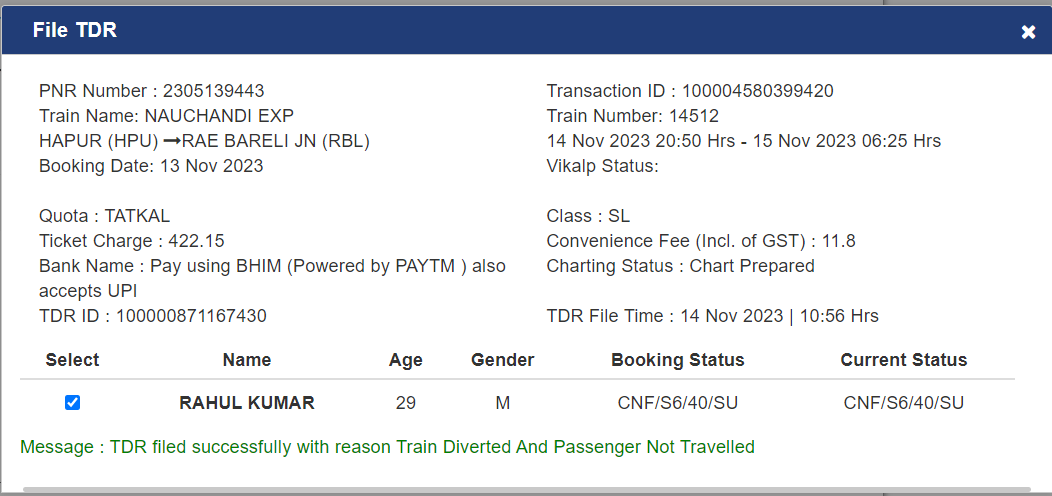 File TDR
PNR Number : 2305139443
Transaction ID : 100004580399420
Train Name: NAUCHANDI EXP
Train Number: 14512
HAPUR (HPU) →RAE BARELI JN (RBL)
14 Nov 2023 20:50 Hrs - 15 Nov 2023 06:25 Hrs
Booking Date: 13 Nov 2023
Vikalp Status:
Quota : TATKAL
Class : SL
Ticket Charge : 422.15
Convenience Fee (Incl. of GST) : 11.8
Bank Name : Pay using BHIM (Powered by PAYTM ) also
accepts UPI
Charting Status : Chart Prepared
TDR ID : 100000871167430
TDR File Time : 14 Nov 2023 | 10:56 Hrs
Select Name Age Gender Booking Status Current Status
RAHUL KUMAR 29 M CNF/S6/40/SU CNF/S6/40/SU
Message : TDR filed successfully with reason Train Diverted And Passenger Not Travelled